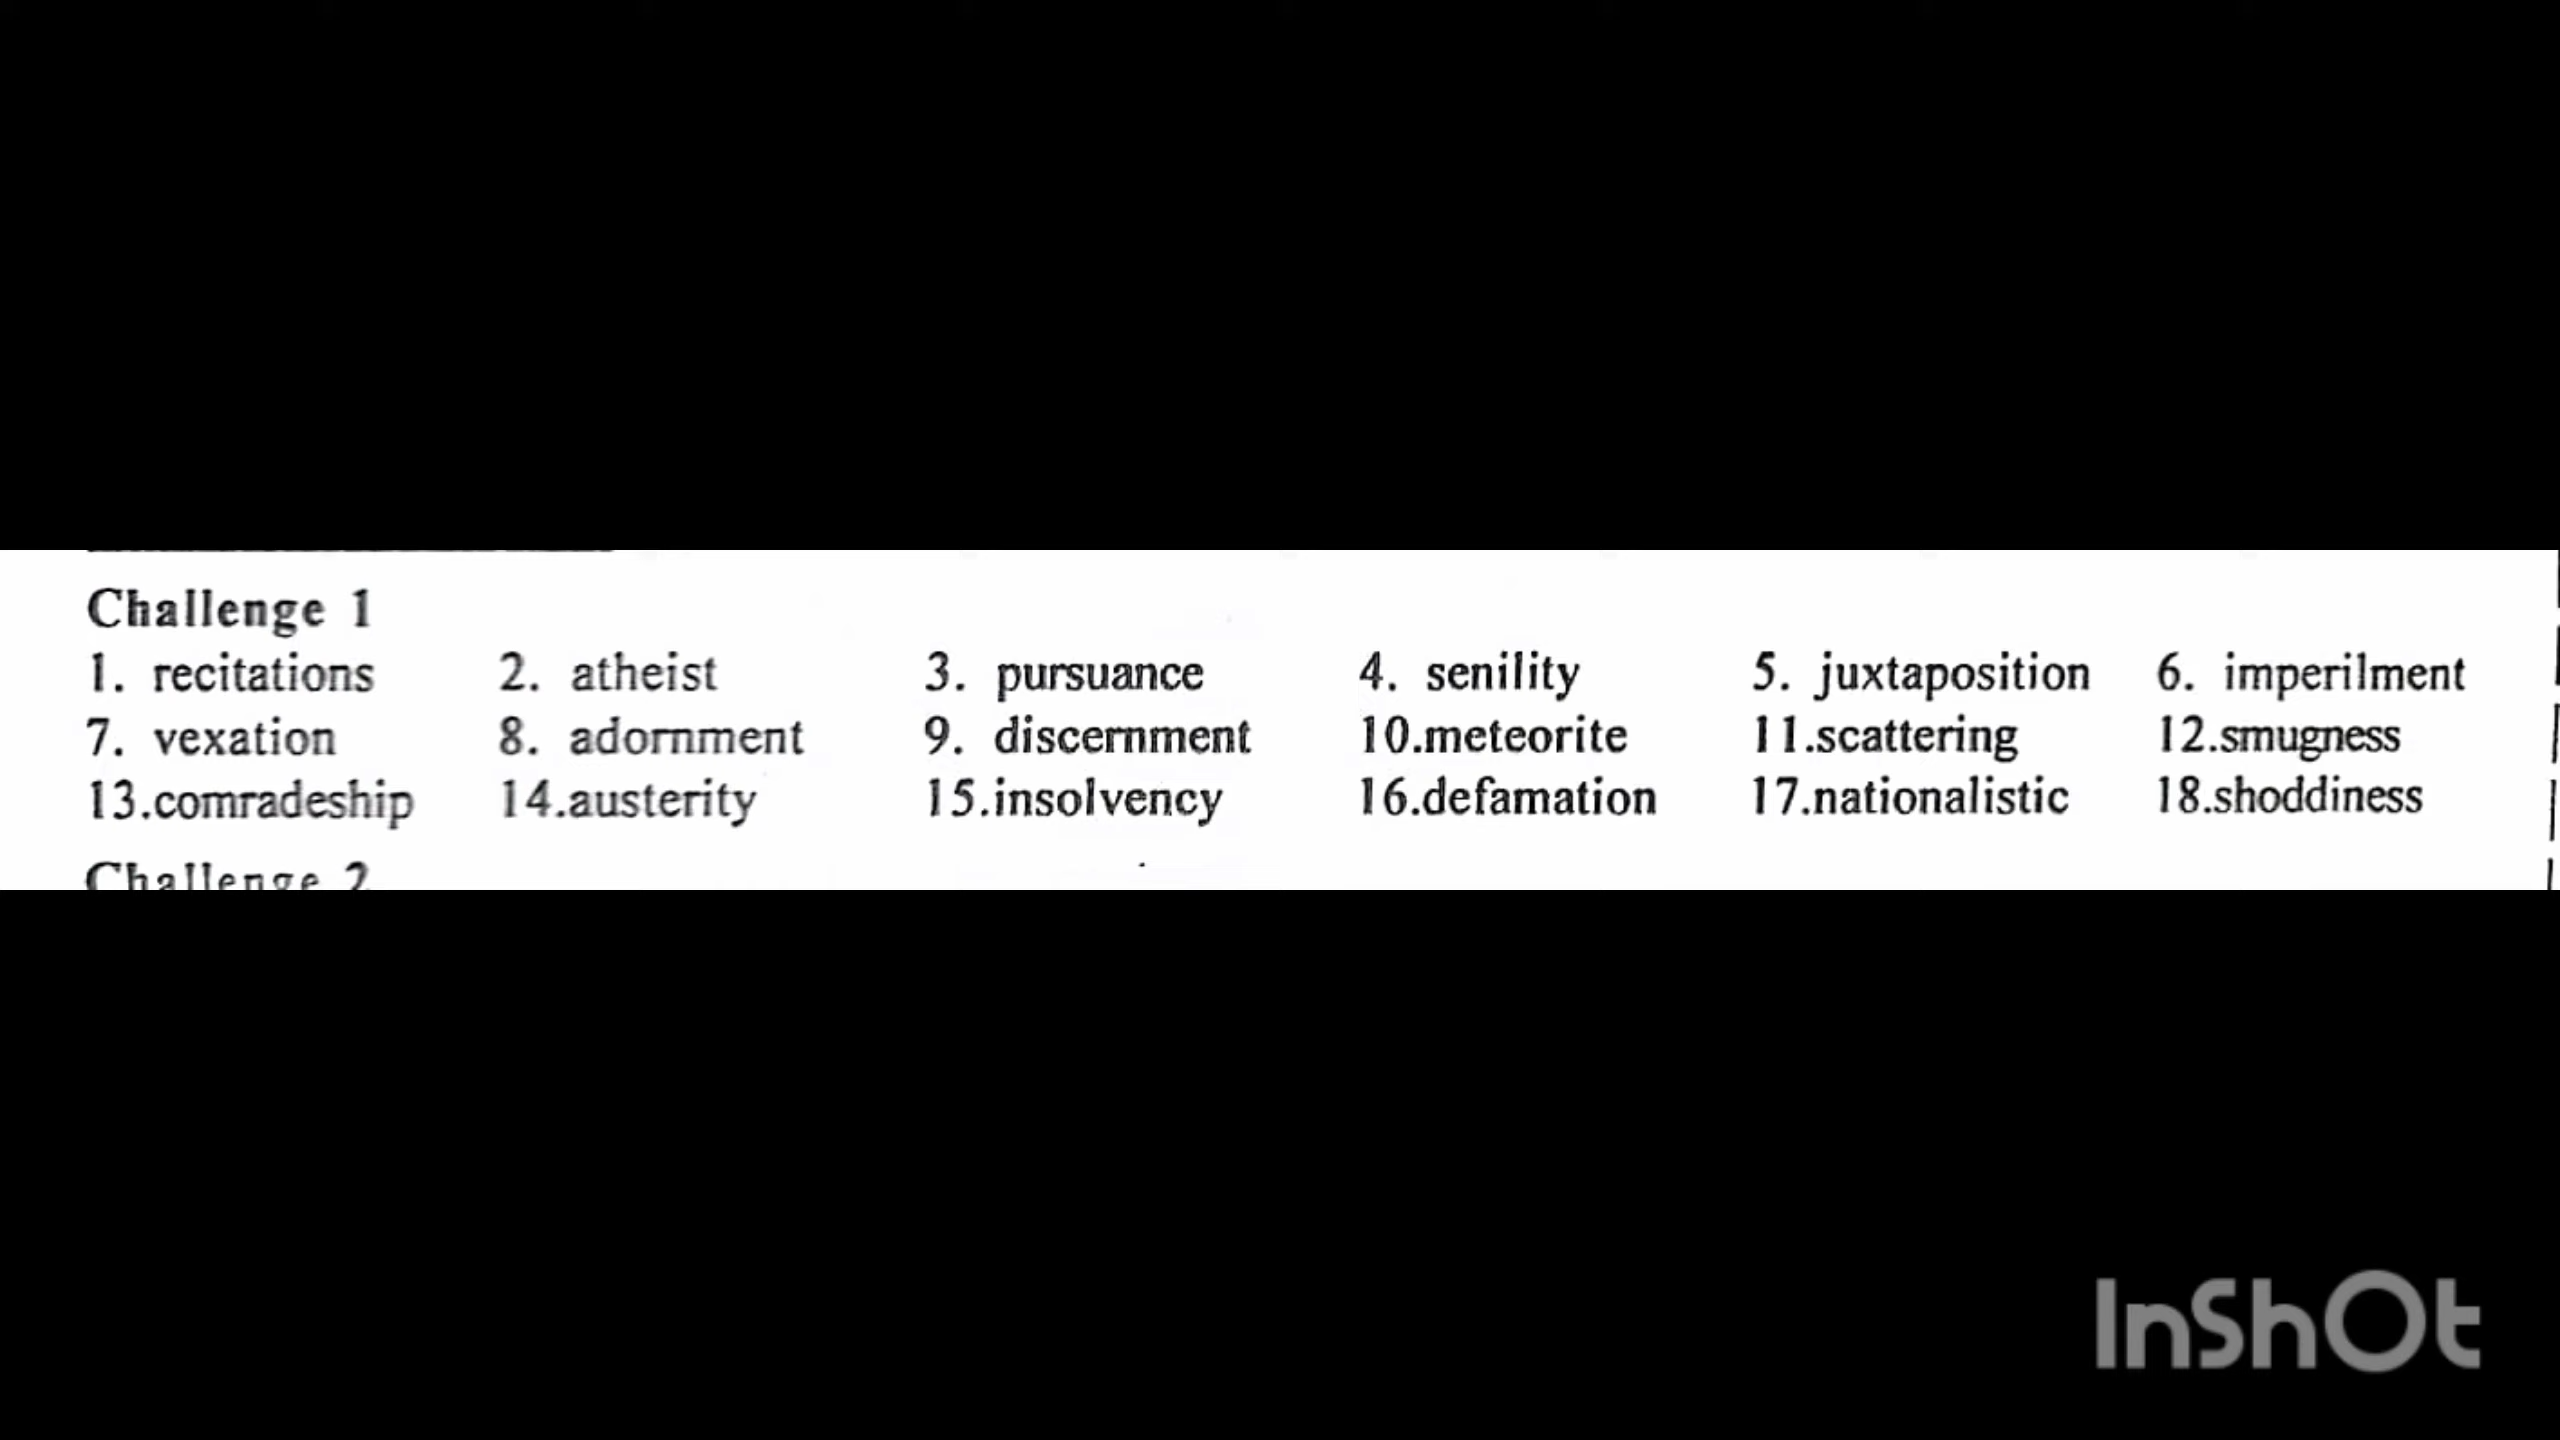 Challenge 1
1. recitations 2. atheist 3. pursuance 4. senility 5. juxtaposition 6. imperilment
7. vexation 8. adornment 9. discernment 10.meteorite 11.scattering 12.smugness
13.comradeship 14.austerity 15.insolvency 16.defamation 17.nationalistic 18.shoddiness
Challenge 2
InShOt